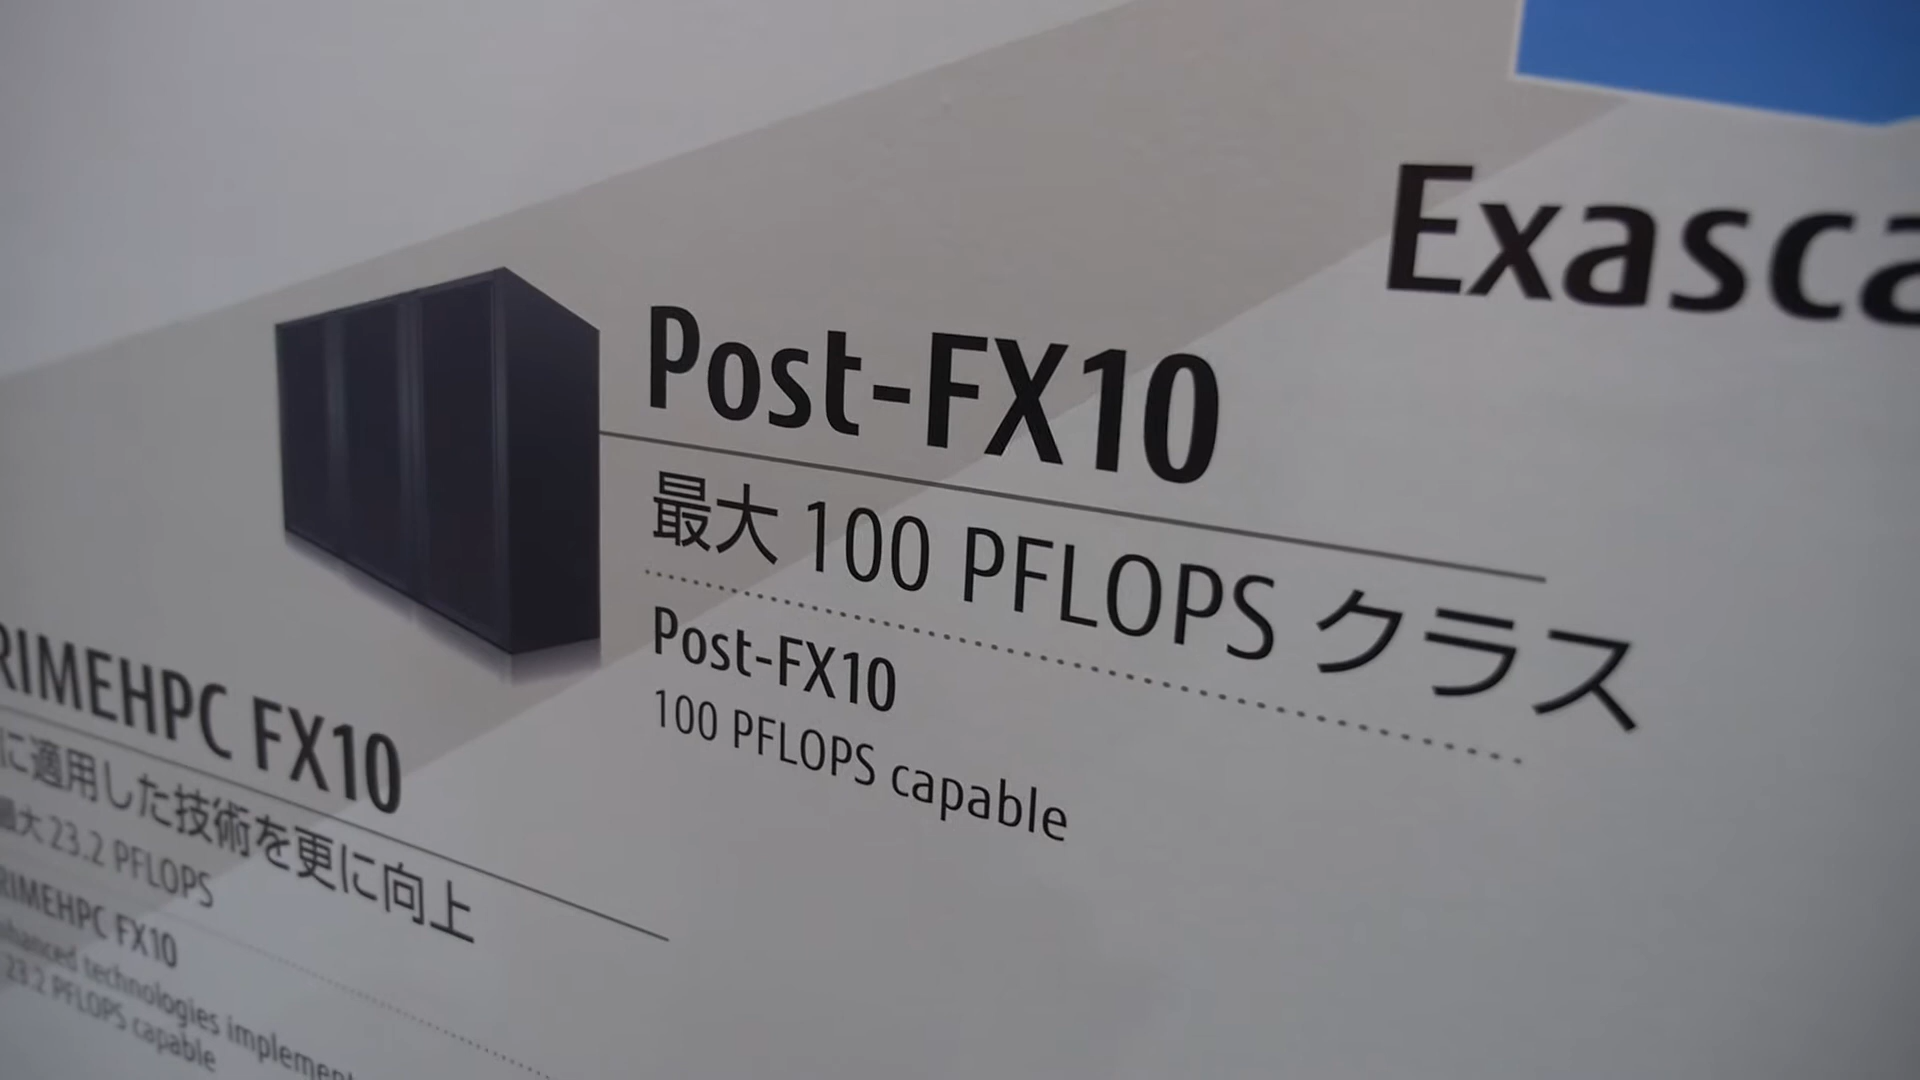 Exasca
Post-FX10
最大 100 PFLOPS クラス
Post-FX10
100 PFLOPS capable
RIMEHPC FX10
に適用した技術を更に向上
最大 23.2 PFLOPS
RIMEHPC FX10
nhanced technologies implement
23.2 PFLOPS capable